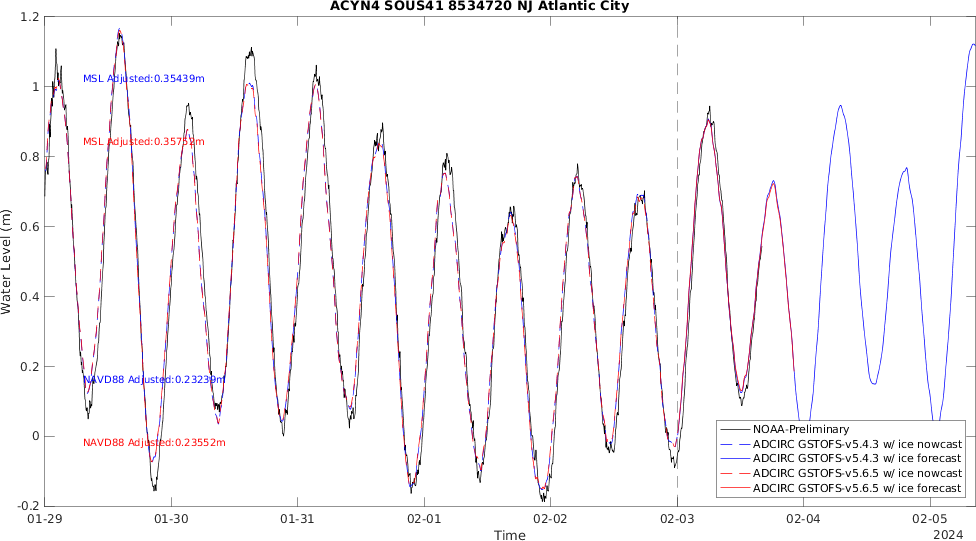 ACYN4 SOUS41 8534720 NJ Atlantic City
1.2
1
0.8
0.6
0.4
0.2
0
-0.2
Water Level (m)
MSL Adjusted:0.35439m
MSL Adjusted:0.35752m
NAVD88 Adjusted:0.23239m
NAVD88 Adjusted:0.23552m
NOAA-Preliminary
ADCIRC GSTOFS-v5.4.3 w/ ice nowcast
ADCIRC GSTOFS-v5.4.3 w/ ice forecast
ADCIRC GSTOFS-v5.6.5 w/ ice nowcast
ADCIRC GSTOFS-v5.6.5 w/ ice forecast
01-29 01-30 01-31 02-01 02-02 02-03 02-04 02-05
Time
2024